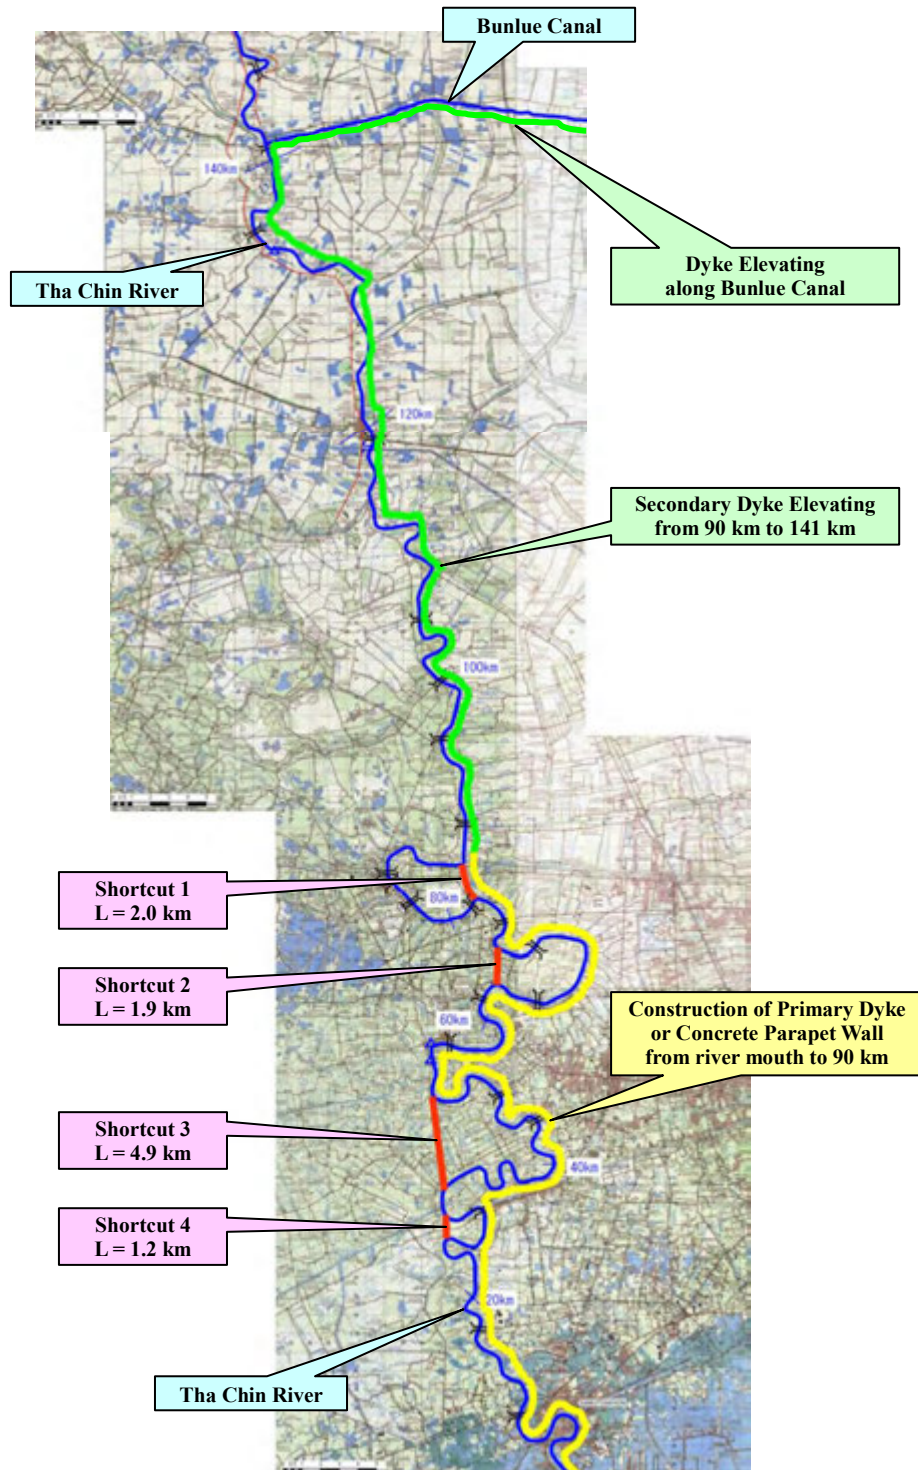 Bunlue Canal
140km
Dyke Elevating
along Bunlue Canal
Tha Chin River
120km
Secondary Dyke Elevating
from 90 km to 141 km
100km
Shortcut 1
L = 2.0 km
80km
Shortcut 2
L = 1.9 km
Construction of Primary Dyke
or Concrete Parapet Wall
from river mouth to 90 km
60km
Shortcut 3
L = 4.9 km
40km
Shortcut 4
L = 1.2 km
20km
Tha Chin River